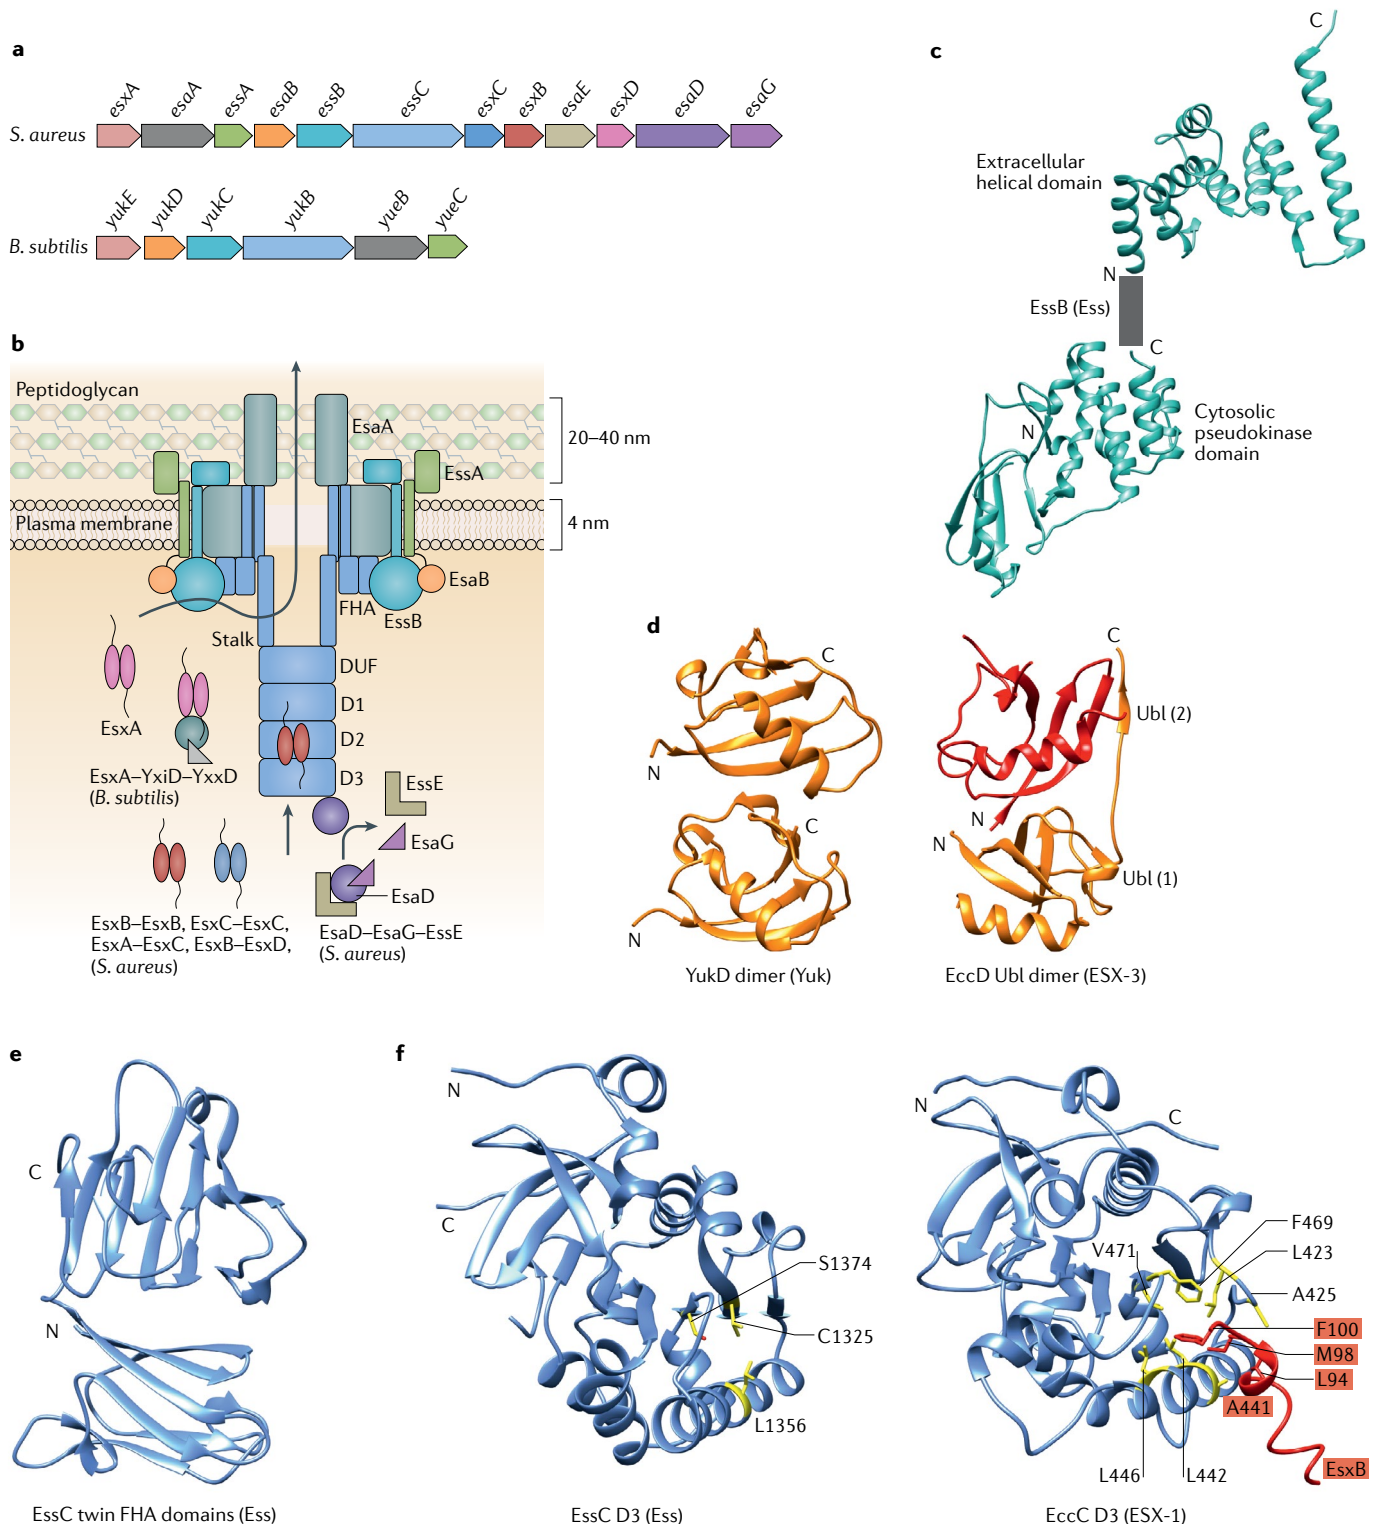 a
esxA esaA essA esaB essB essC esxC esxB esaE esxD esaD esaG
S. aureus
yukE yukD yukC yukB yueB yueC
B. subtilis
b
Peptidoglycan
EsaA
20–40 nm
EssA
Plasma membrane
4 nm
EsaB
FHA
EssB
Stalk
DUF
D1
EsxA
D2
D3
EsxA–YxiD–YxxD
(B. subtilis)
EssE
EsaG
EsaD
EsxB–EsxB, EsxC–EsxC,
EsxA–EsxC, EsxB–EsxD,
(S. aureus)
EsaD–EsaG–EssE
(S. aureus)
c
C
Extracellular
helical domain
N
EssB (Ess)
C
N
Cytosolic
pseudokinase
domain
d
C
N
C
N
YukD dimer (Yuk)
C
Ubl (2)
N
N
Ubl (1)
EccD Ubl dimer (ESX-3)
e
C
N
EssC twin FHA domains (Ess)
f
N
C
S1374
C1325
L1356
EssC D3 (Ess)
N
C
F469
V471
L423
A425
F100
M98
L94
A441
EsxB
L446
L442
EccC D3 (ESX-1)